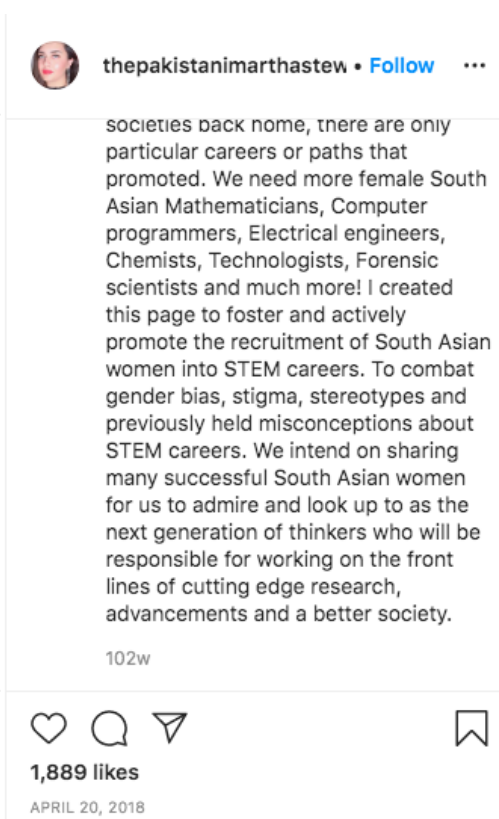 thepakistanimarthastew • Follow ...
societies back home, there are only
particular careers or paths that
promoted. We need more female South
Asian Mathematicians, Computer
programmers, Electrical engineers,
Chemists, Technologists, Forensic
scientists and much more! I created
this page to foster and actively
promote the recruitment of South Asian
women into STEM careers. To combat
gender bias, stigma, stereotypes and
previously held misconceptions about
STEM careers. We intend on sharing
many successful South Asian women
for us to admire and look up to as the
next generation of thinkers who will be
responsible for working on the front
lines of cutting edge research,
advancements and a better society.
102w
1,889 likes
APRIL 20, 2018